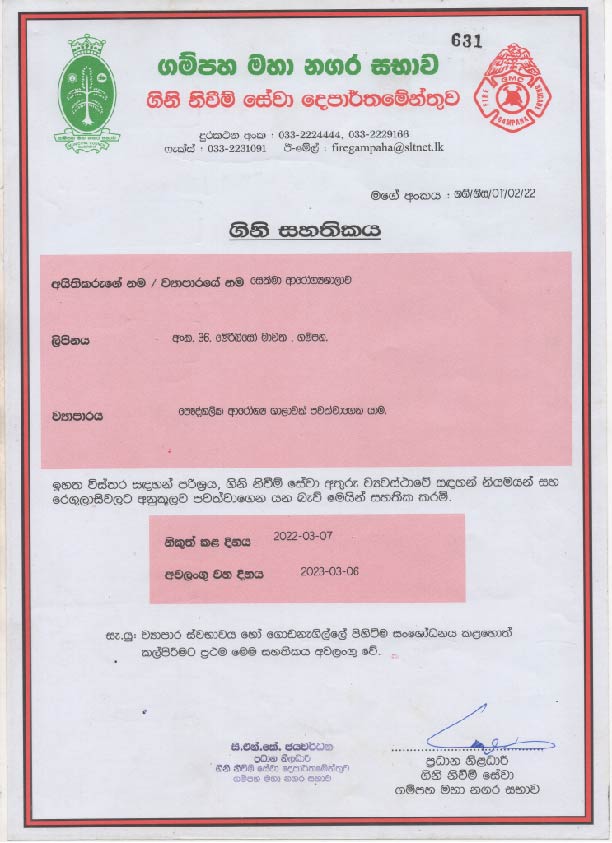 631
ගම්පහ මහා නගර සභාව
ගිනි නිවීම් සේවා දෙපාර්තමේන්තුව
GMC
FIRE
BRIGADE
GAMPAHA
දුරකථන අංක : 033-2224444, 033-2229166
ෆැක්ස් : 033-2231091 ඊ-මේල් : firegampaha@sltnet.lk
මගේ අංකය : ගනි/ගිස/01/02/22
ගිනි සහතිකය
අයිතිකරුගේ නම / ව්‍යාපාරයේ නම සෙත්මා ආරෝග්‍යශාලාව
ලිපිනය අංක. 36, මාවත . ගම්පහ.
ව්‍යාපාරය පෞද්ගලික ආරෝග්‍ය ශාලාවක් පවත්වාගෙන යාම.
ඉහත විස්තර සඳහන් පරිශ්‍රය, ගිනි නිවීම් සේවා අතුරු ව්‍යවස්ථාවේ සඳහන් නියමයන් සහ
රෙගුලාසිවලට අනුකූලව පවත්වාගෙන යන බැව් මෙයින් සහතික කරමි.
නිකුත් කළ දිනය 2022-03-07
අවලංගු වන දිනය 2023-03-06
සැ.යු: ව්‍යාපාර ස්වභාවය හෝ ගොඩනැගිල්ලේ පිහිටීම සංශෝධනය කළහොත්
කල්පිරීමට ප්‍රථම මෙම සහතිකය අවලංගු වේ.
සී.එන්.කේ. ජයවර්ධන
ප්‍රධාන නිලධාරී
ගිනි නිවීම් සේවා දෙපාර්තමේන්තුව
ගම්පහ මහා නගර සභාව
ප්‍රධාන නිළධාරී
ගිනි නිවීම් සේවා
ගම්පහ මහා නගර සභාව